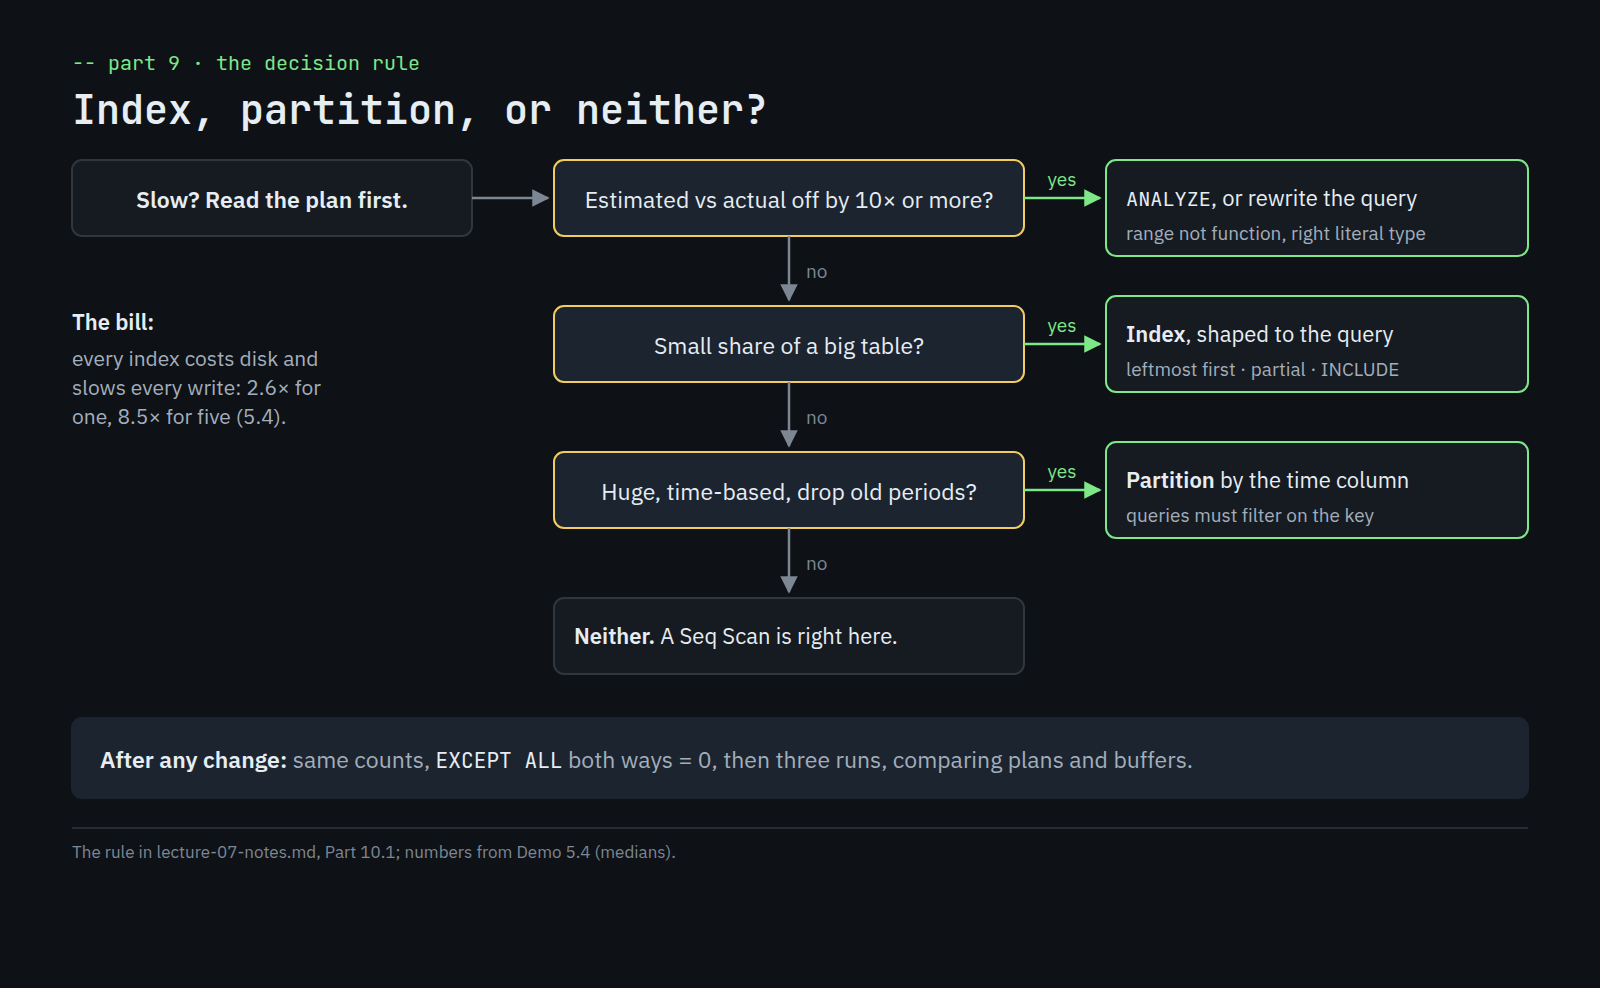 -- part 9 · the decision rule
Index, partition, or neither?
Slow? Read the plan first.
Estimated vs actual off by 10× or more?
yes
ANALYZE, or rewrite the query
range not function, right literal type
no
The bill:
every index costs disk and
slows every write: 2.6× for
one, 8.5× for five (5.4).
Small share of a big table?
yes
Index, shaped to the query
leftmost first · partial · INCLUDE
no
Huge, time-based, drop old periods?
yes
Partition by the time column
queries must filter on the key
no
Neither. A Seq Scan is right here.
After any change: same counts, EXCEPT ALL both ways = 0, then three runs, comparing plans and buffers.
The rule in lecture-07-notes.md, Part 10.1; numbers from Demo 5.4 (medians).